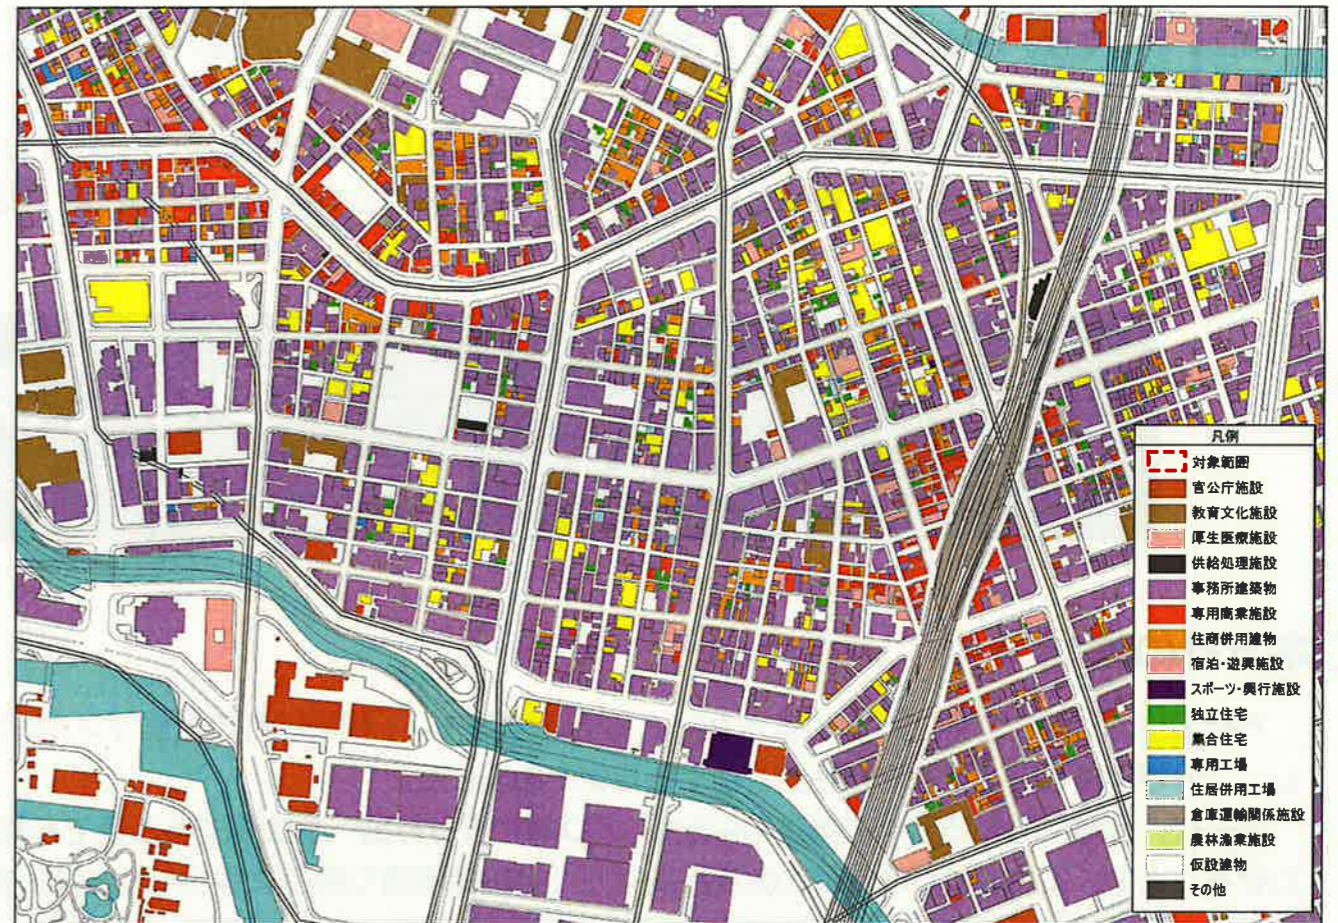 凡例
対象範囲
官公庁施設
教育文化施設
厚生医療施設
供給処理施設
事務所建築物
専用商業施設
住商併用建物
宿泊・遊興施設
スポーツ・興行施設
独立住宅
集合住宅
専用工場
住居併用工場
倉庫運輸関係施設
農林漁業施設
仮設建物
その他